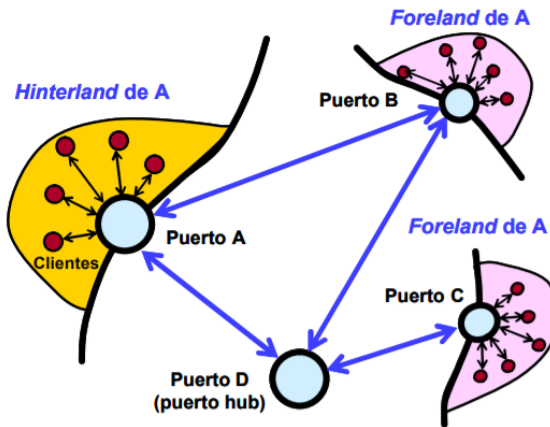 Foreland de A
Hinterland de A
Puerto B
Puerto A
Clientes
Foreland de A
Puerto C
Puerto D
(puerto hub)